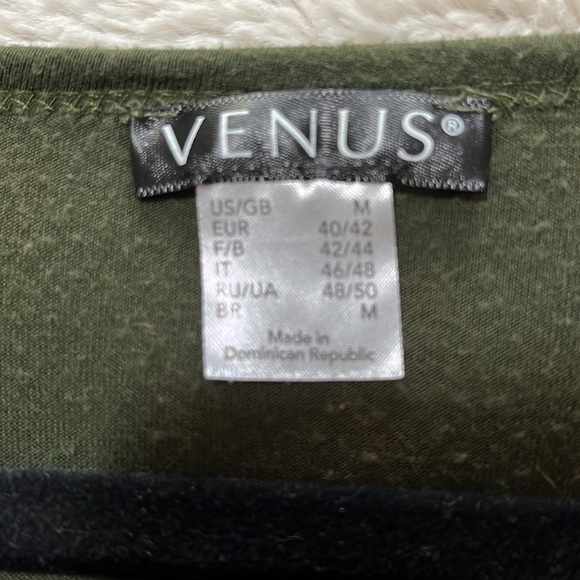 VENUS®
US/GB M
EUR 40/42
F/B 42/44
IT 46/48
RU/UA 48/50
BR M
Made in
Dominican Republic